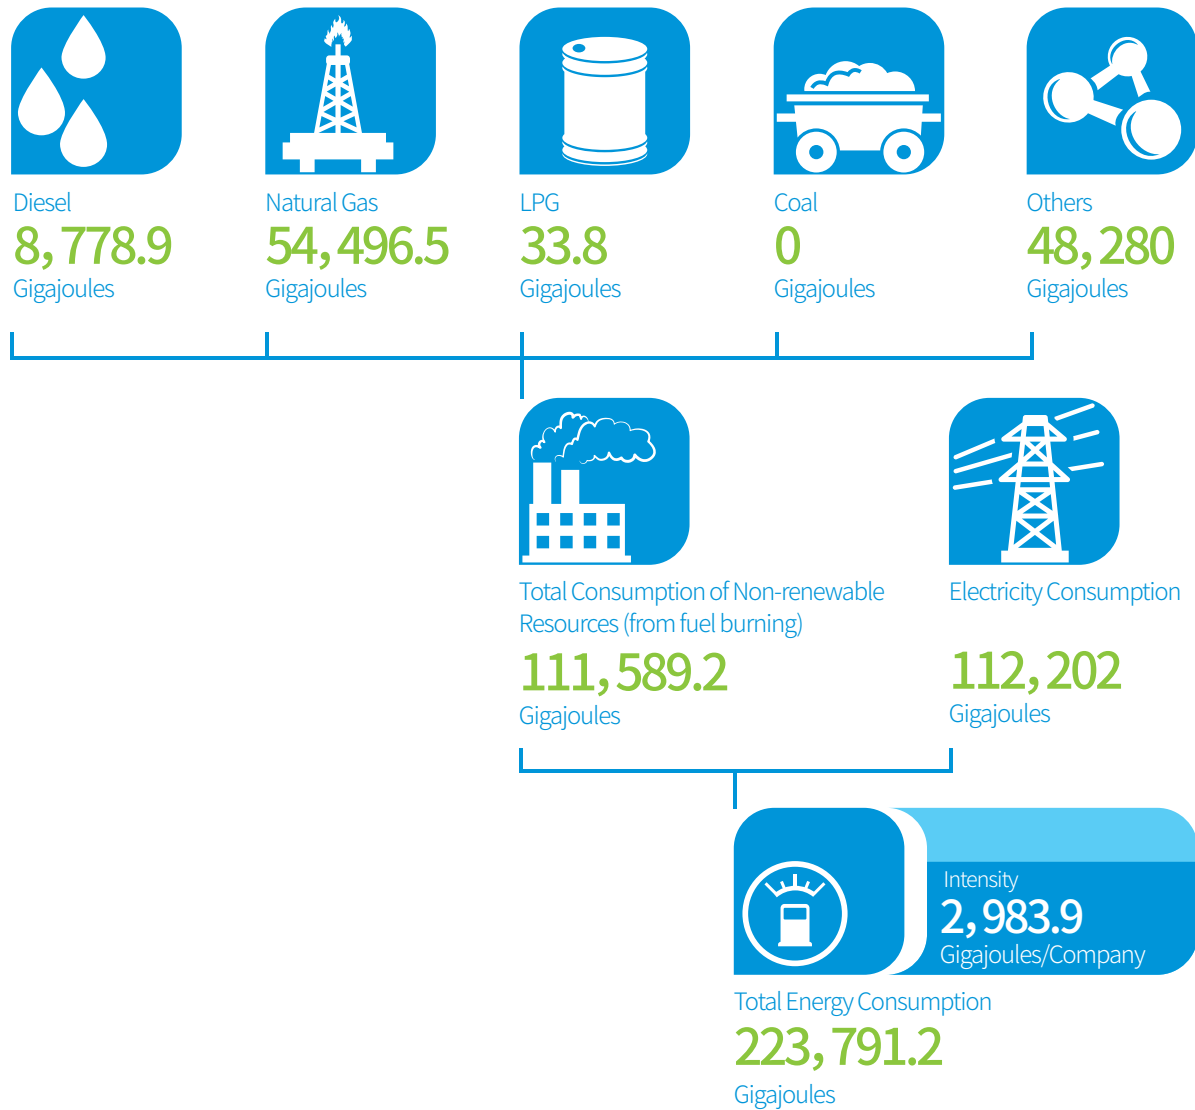 Diesel
8,778.9
Gigajoules
Natural Gas
54,496.5
Gigajoules
LPG
33.8
Gigajoules
Coal
0
Gigajoules
Others
48,280
Gigajoules
Total Consumption of Non-renewable
Resources (from fuel burning)
111,589.2
Gigajoules
Electricity Consumption
112,202
Gigajoules
Intensity
2,983.9
Gigajoules/Company
Total Energy Consumption
223,791.2
Gigajoules